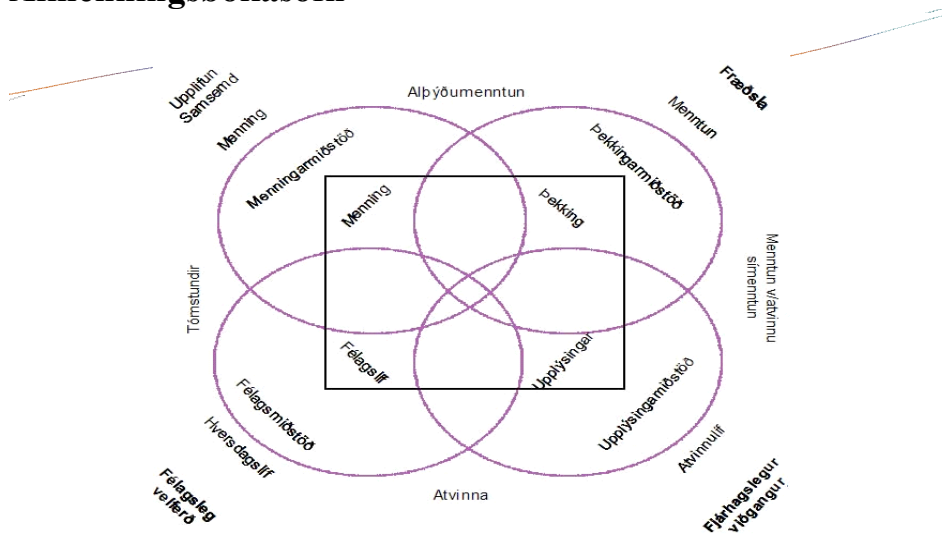 Upplifun
Samsemd
Menning
Alþýðumenntun
Menntun
Fræðsla
Menningarmiðstöð
Þekkingarmiðstöð
Menning
Þekking
Tómstundir
Menntun v/atvinnu
símenntun
Félagslíf
Upplýsingar
Félagsmiðstöð
Upplýsingamiðstöð
Hversdagslíf
Atvinnulíf
Atvinna
Félagsleg
velferð
Fjárhagslegur
viðgangur